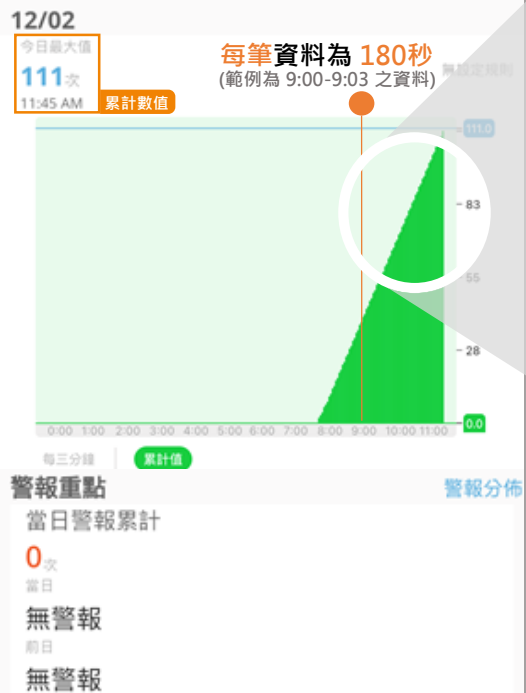 12/02
今日最大值
111次
11:45 AM
累計數值
每筆資料為 180秒
(範例為 9:00-9:03 之資料)
無設定規則
111.0
83
55
28
0.0
0:00 1:00 2:00 3:00 4:00 5:00 6:00 7:00 8:00 9:00 10:00 11:00
每三分鐘
累計值
警報重點
警報分佈
當日警報累計
0次
當日
無警報
前日
無警報